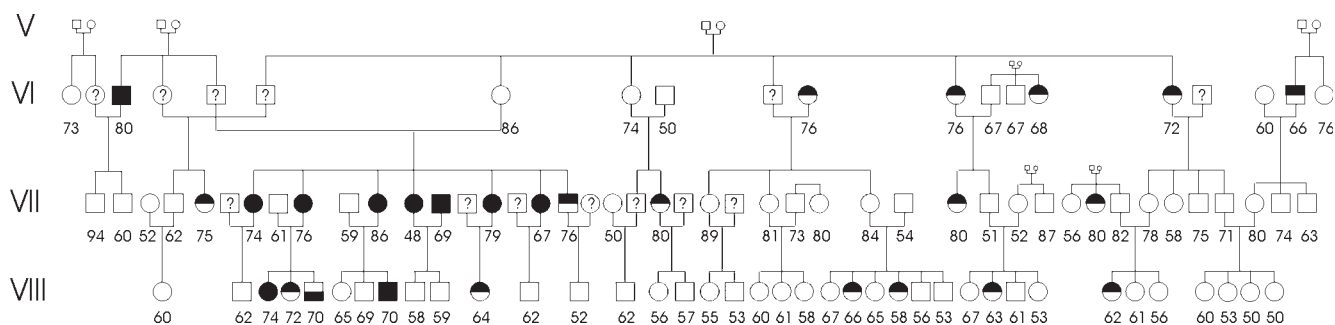 V
VI ? ? ? ? ? ?
73 80 86 74 50 76 76 67 67 68 72 60 66 76
VII ? ? ? ? ? ? ?
94 60 52 62 75 74 61 76 59 86 48 69 79 67 76 50 80 89 81 73 80 84 54 80 51 52 87 56 80 82 78 58 75 71 80 74 63
VIII
60 62 74 72 70 65 69 70 58 59 64 62 52 62 56 57 55 53 60 61 58 67 66 65 58 56 53 67 63 61 53 62 61 56 60 53 50 50